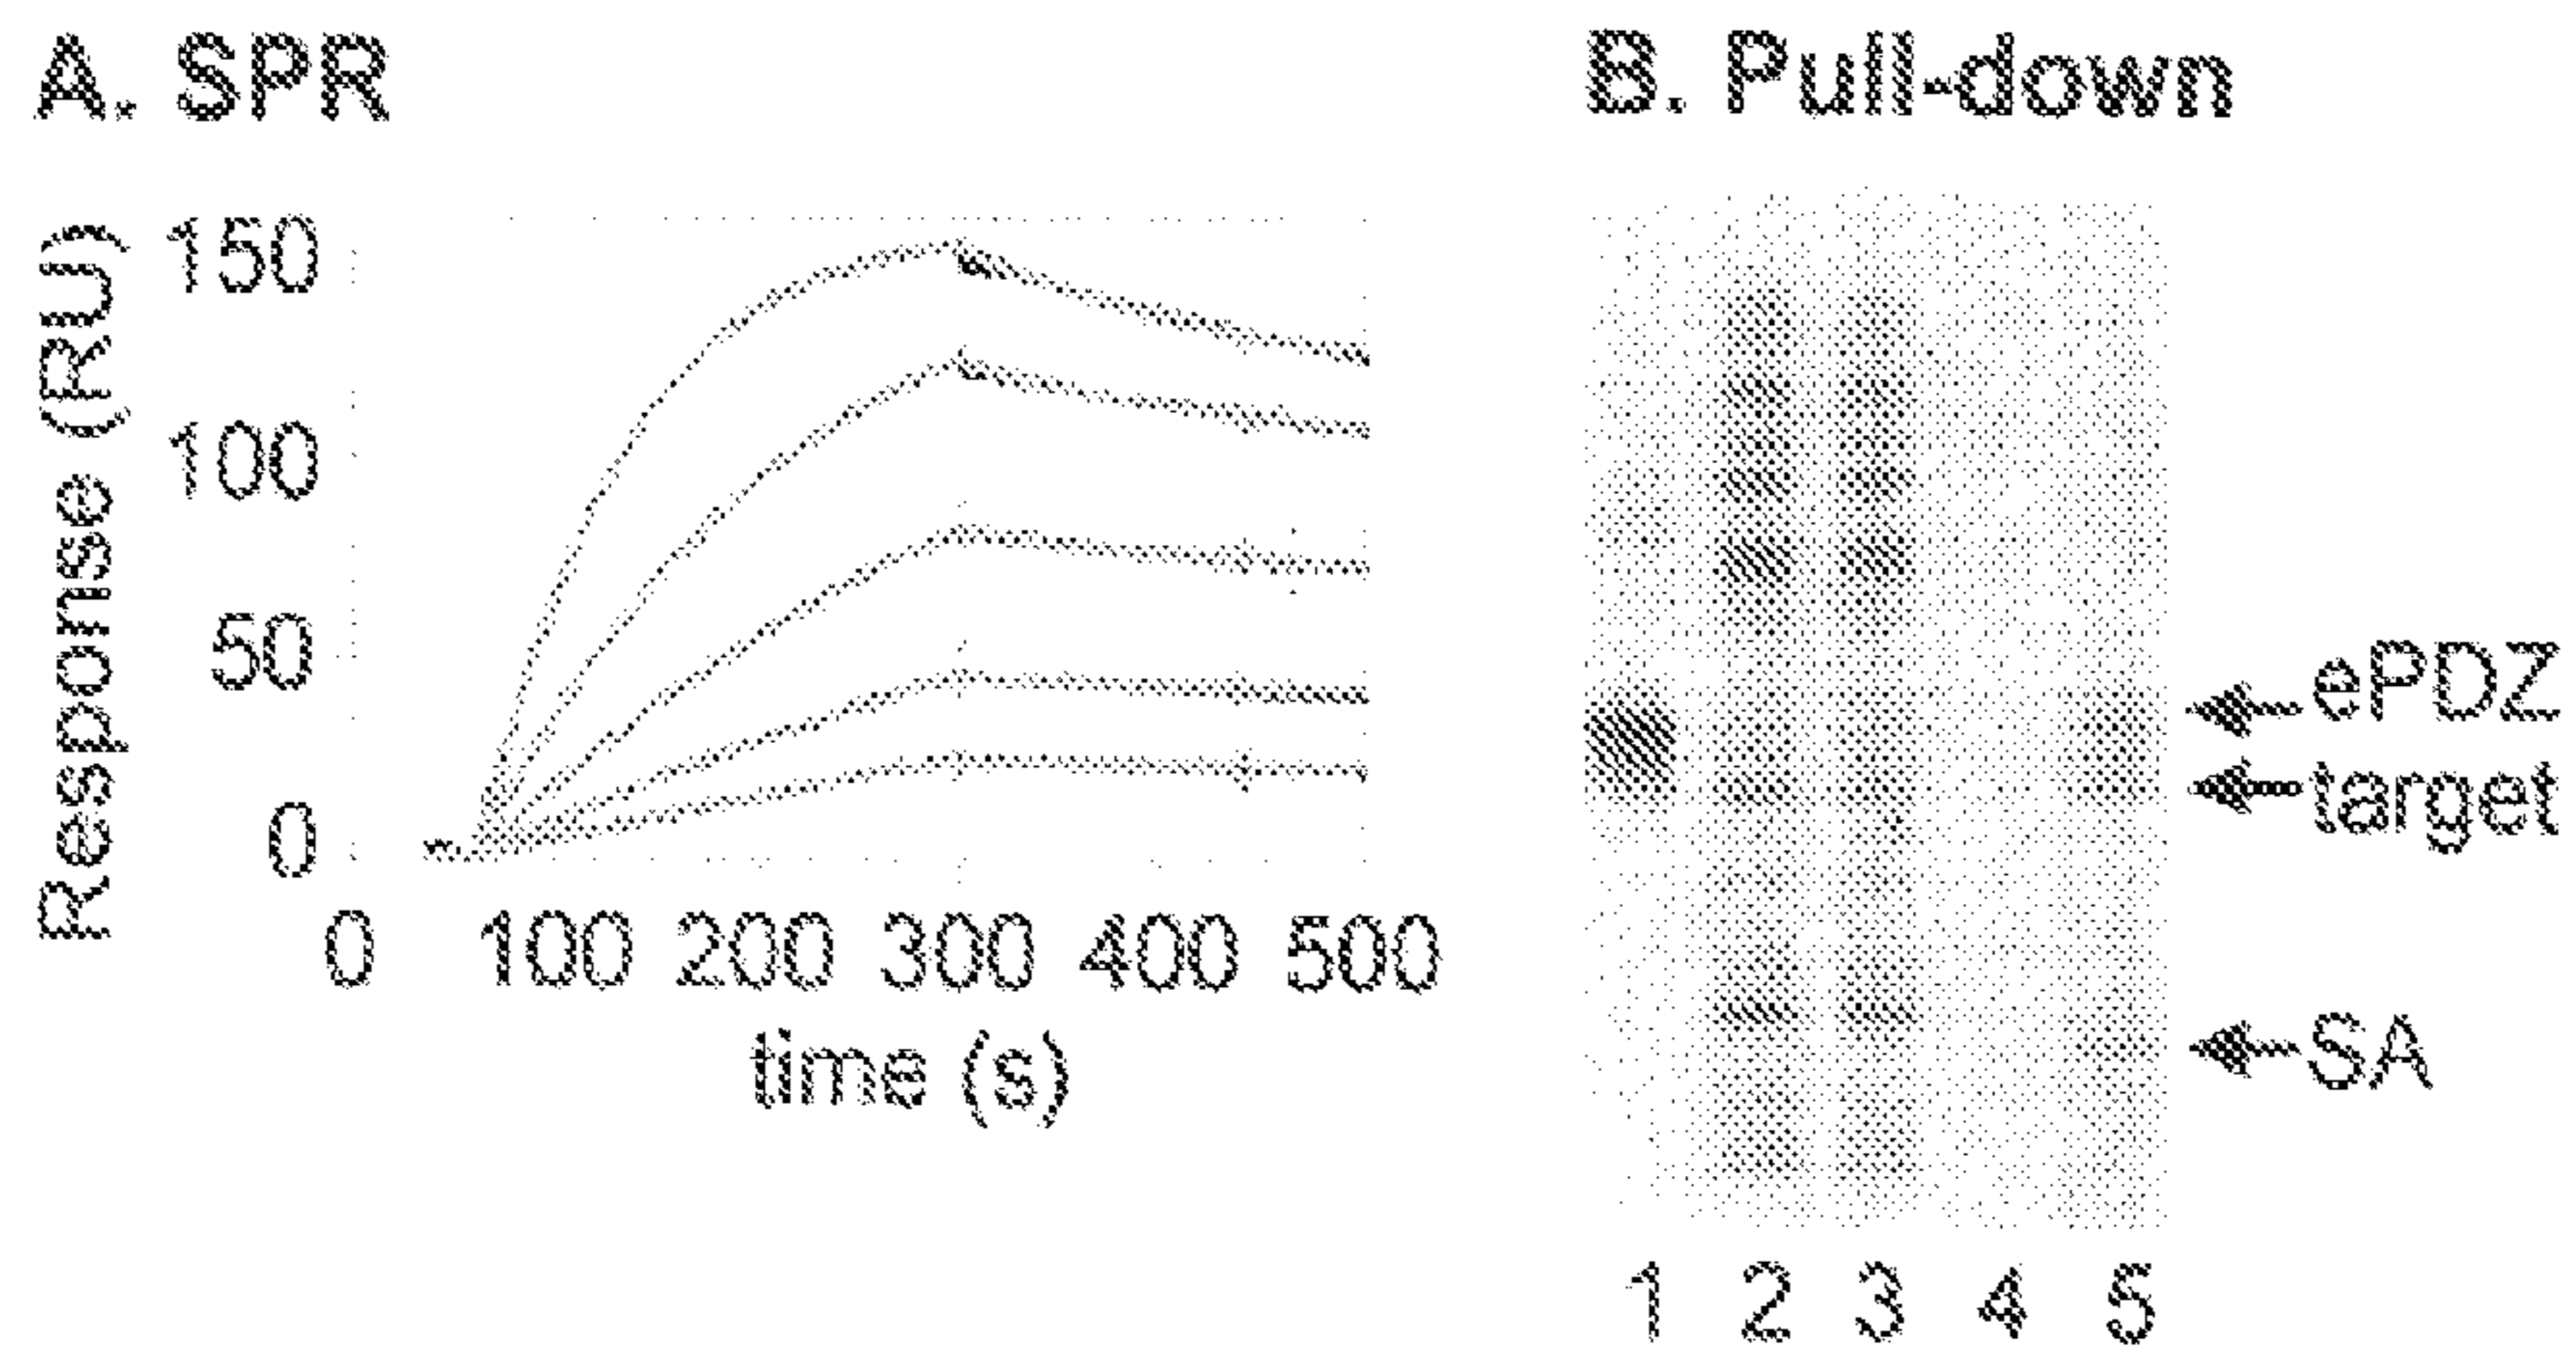 A. SPR
Response (RU)
150
100
50
0
0 100 200 300 400 500
time (s)
B. Pull-down
ePDZ
target
SA
1 2 3 4 5